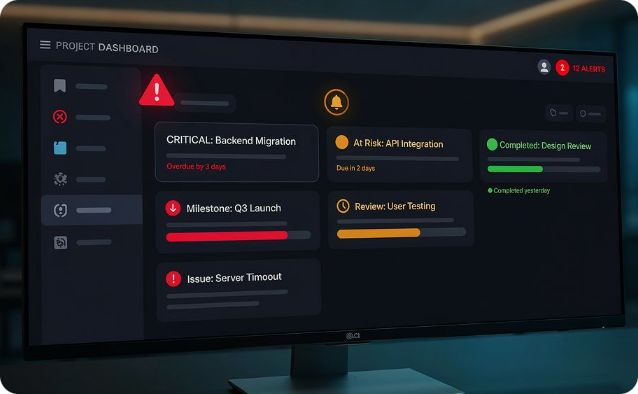 PROJECT DASHBOARD
2 12 ALERTS
CRITICAL: Backend Migration
Overdue by 3 days
At Risk: API Integration
Due in 2 days
Completed: Design Review
Completed yesterday
Milestone: Q3 Launch
Review: User Testing
Issue: Server Timoout